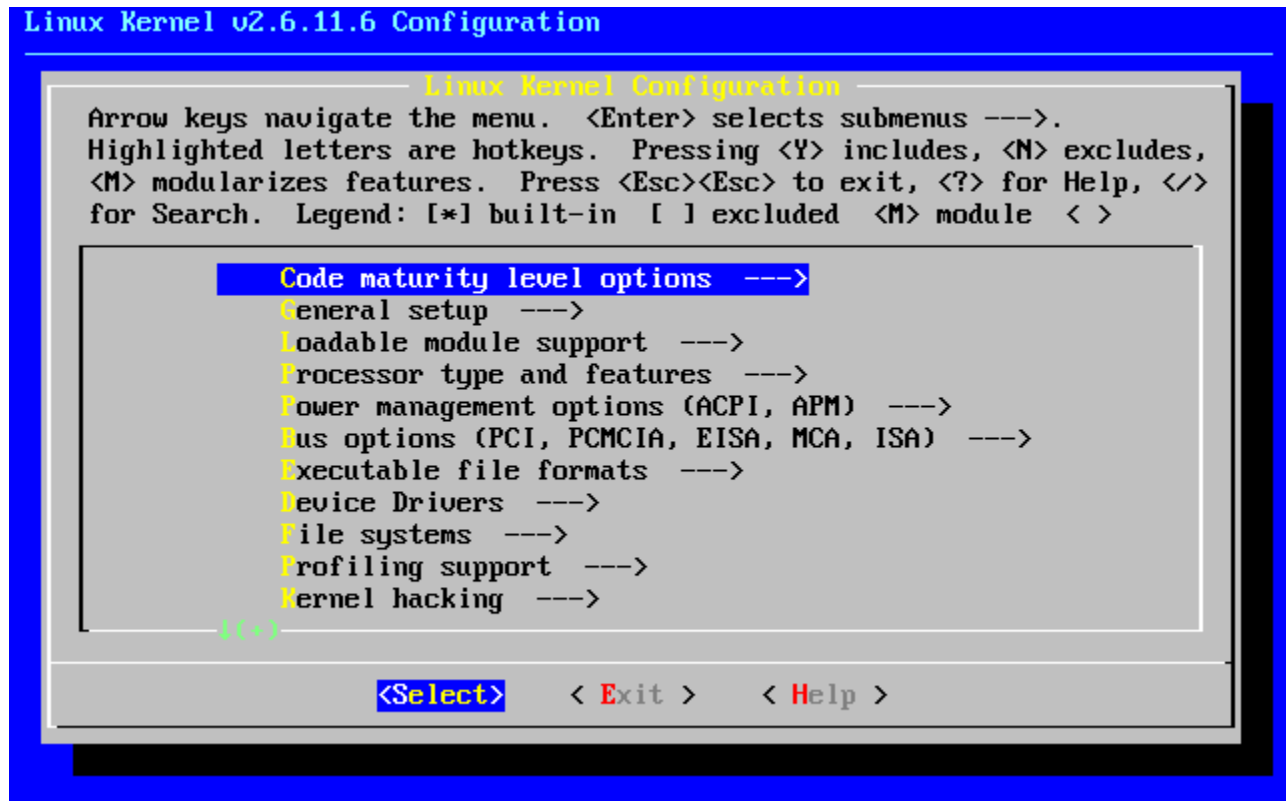 Linux Kernel v2.6.11.6 Configuration
Linux Kernel Configuration
Arrow keys navigate the menu.  <Enter> selects submenus --->.
Highlighted letters are hotkeys.  Pressing <Y> includes, <N> excludes,
<M> modularizes features.  Press <Esc><Esc> to exit, <?> for Help, </>
for Search.  Legend: [*] built-in  [ ] excluded  <M> module  < >
Code maturity level options  --->
General setup  --->
Loadable module support  --->
Processor type and features  --->
Power management options (ACPI, APM)  --->
Bus options (PCI, PCMCIA, EISA, MCA, ISA)  --->
Executable file formats  --->
Device Drivers  --->
File systems  --->
Profiling support  --->
Kernel hacking  --->
↓(+)
<Select>    < Exit >    < Help >